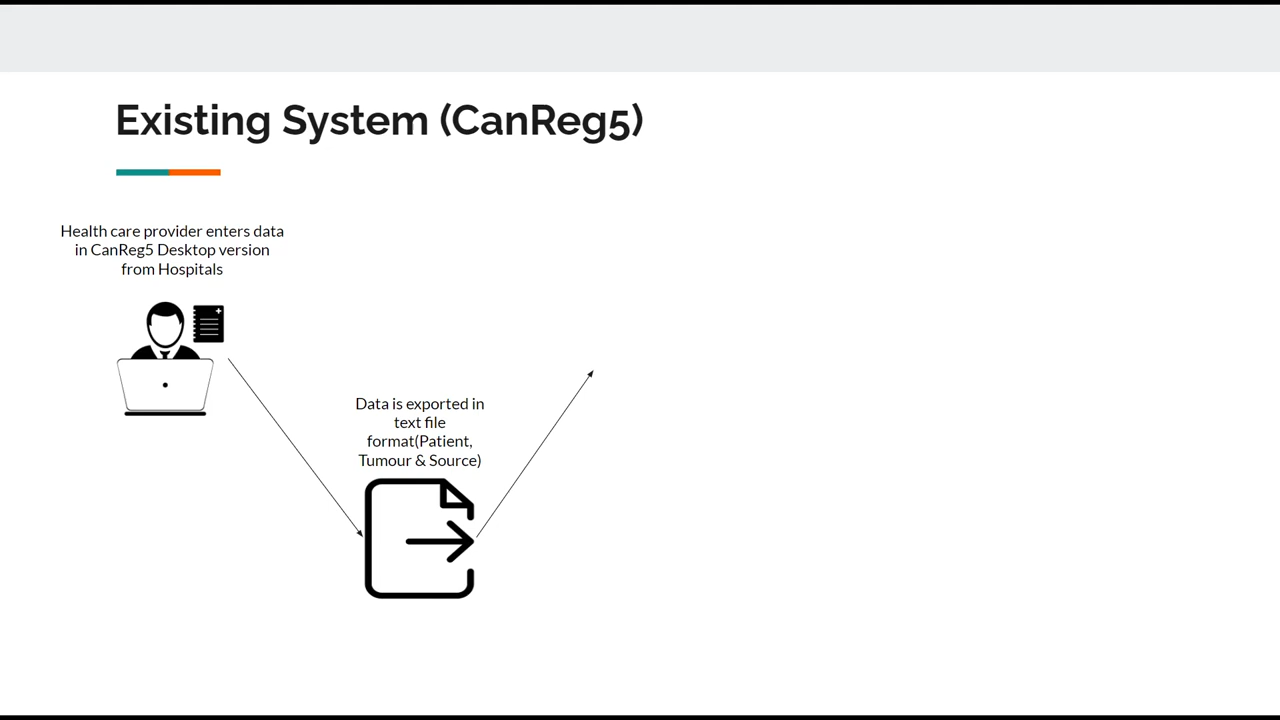 Existing System (CanReg5)
Health care provider enters data
in CanReg5 Desktop version
from Hospitals
Data is exported in
text file
format(Patient,
Tumour & Source)